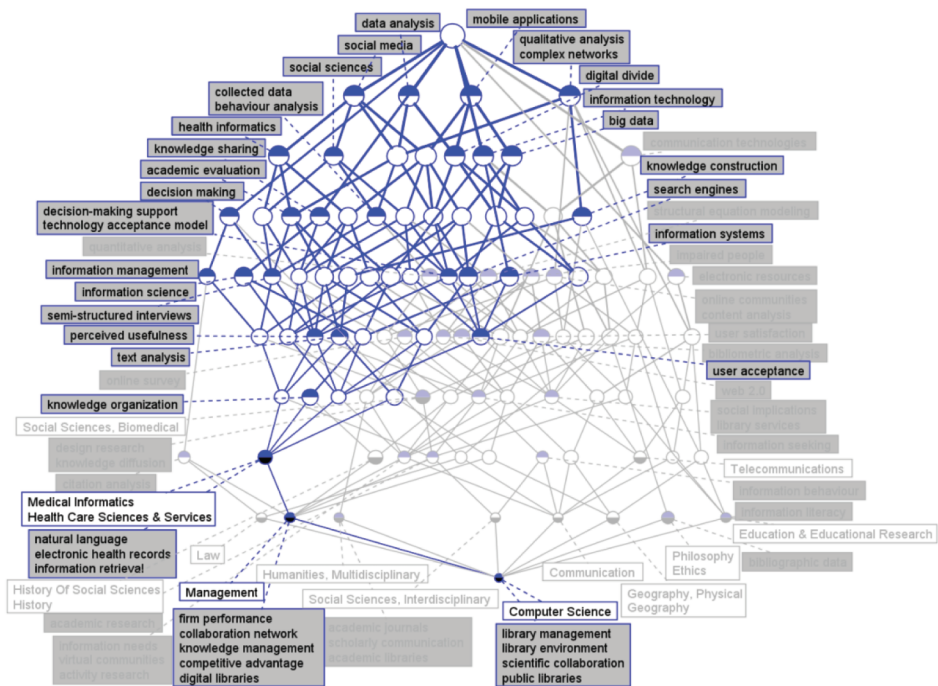 data analysis
mobile applications
social media
qualitative analysis
complex networks
social sciences
digital divide
collected data
behaviour analysis
information technology
health informatics
big data
communication technologies
knowledge sharing
academic evaluation
knowledge construction
decision making
search engines
decision-making support
technology acceptance model
structural equation modeling
information systems
quantitative analysis
impaired people
information management
electronic resources
information science
online communities
content analysis
semi-structured interviews
perceived usefulness
user satisfaction
text analysis
bibliometric analysis
user acceptance
online survey
web 2.0
knowledge organization
social implications
library services
Social Sciences, Biomedical
information seeking
design research
knowledge diffusion
Telecommunications
citation analysis
information behaviour
Medical Informatics
Health Care Sciences & Services
information literacy
Education & Educational Research
natural language
electronic health records
information retrieva!
Law
Philosophy
Ethics
bibliographic data
Humanities, Multidisciplinary
Communication
History Of Social Sciences
History
Management
Social Sciences, Interdisciplinary
Computer Science
Geography, Physical
Geography
academic research
firm performance
collaboration network
knowledge management
competitive advantage
digital libraries
academic journals
scholarly communication
academic libraries
library management
library environment
scientific collaboration
public libraries
information needs
virtual communities
activity research